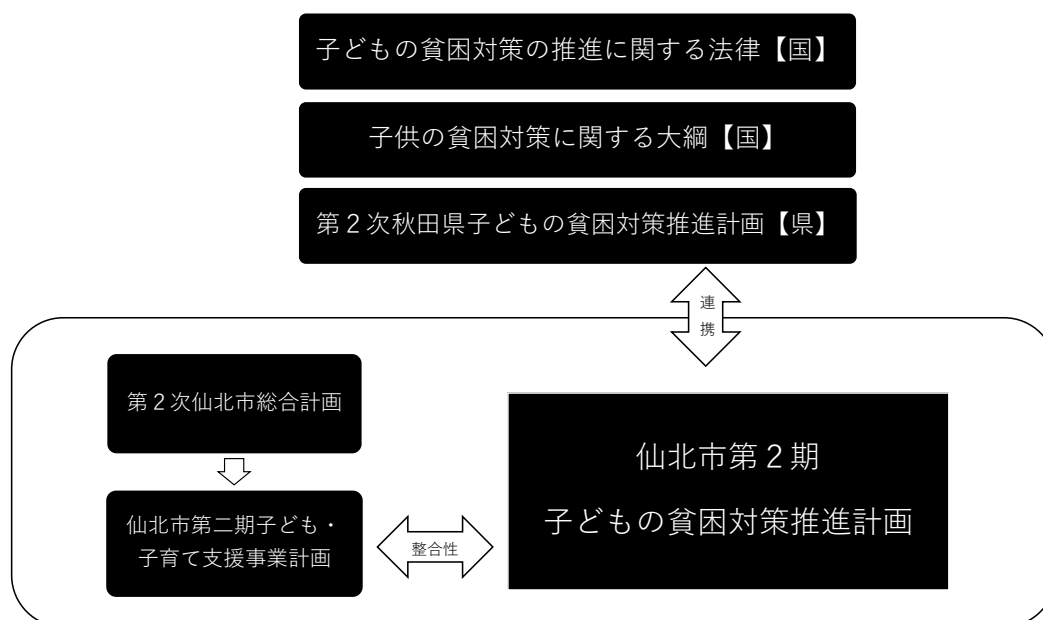 子どもの貧困対策の推進に関する法律【国】
子供の貧困対策に関する大綱【国】
第２次秋田県子どもの貧困対策推進計画【県】
連
携
第２次仙北市総合計画
仙北市第二期子ども・
子育て支援事業計画
整合性
仙北市第２期
子どもの貧困対策推進計画